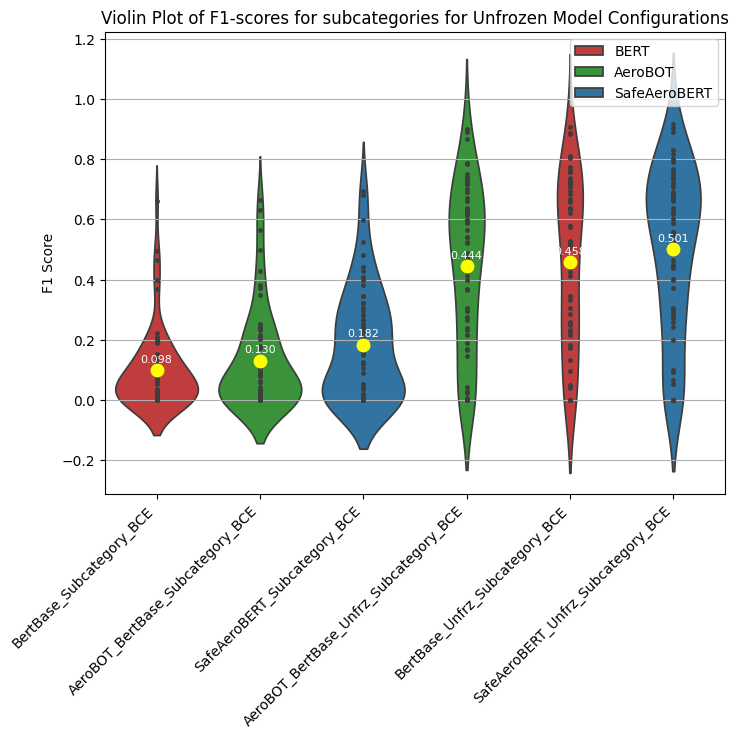 Violin Plot of F1-scores for subcategories for Unfrozen Model Configurations
BERT
AeroBOT
SafeAeroBERT
F1 Score
1.2
1.0
0.8
0.6
0.4
0.2
0.0
−0.2
0.098
0.130
0.182
0.444
0.458
0.501
BertBase_Subcategory_BCE
AeroBOT_BertBase_Subcategory_BCE
SafeAeroBERT_Subcategory_BCE
AeroBOT_BertBase_Unfrz_Subcategory_BCE
BertBase_Unfrz_Subcategory_BCE
SafeAeroBERT_Unfrz_Subcategory_BCE